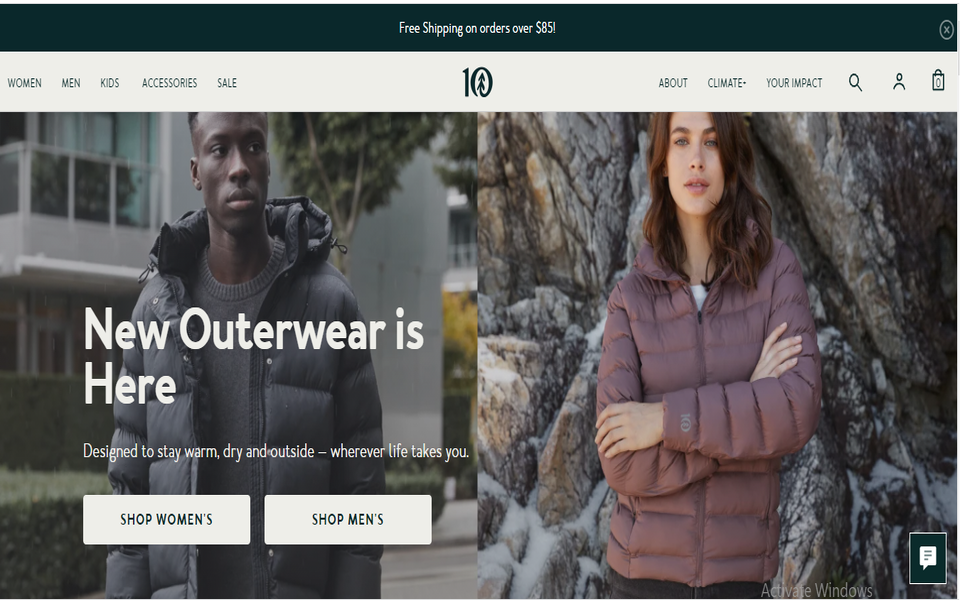 Free Shipping on orders over $85!
WOMEN MEN KIDS ACCESSORIES SALE
10
ABOUT CLIMATE+ YOUR IMPACT
0
New Outerwear is
Here
Designed to stay warm, dry and outside – wherever life takes you.
SHOP WOMEN'S SHOP MEN'S
10
Activate Windows